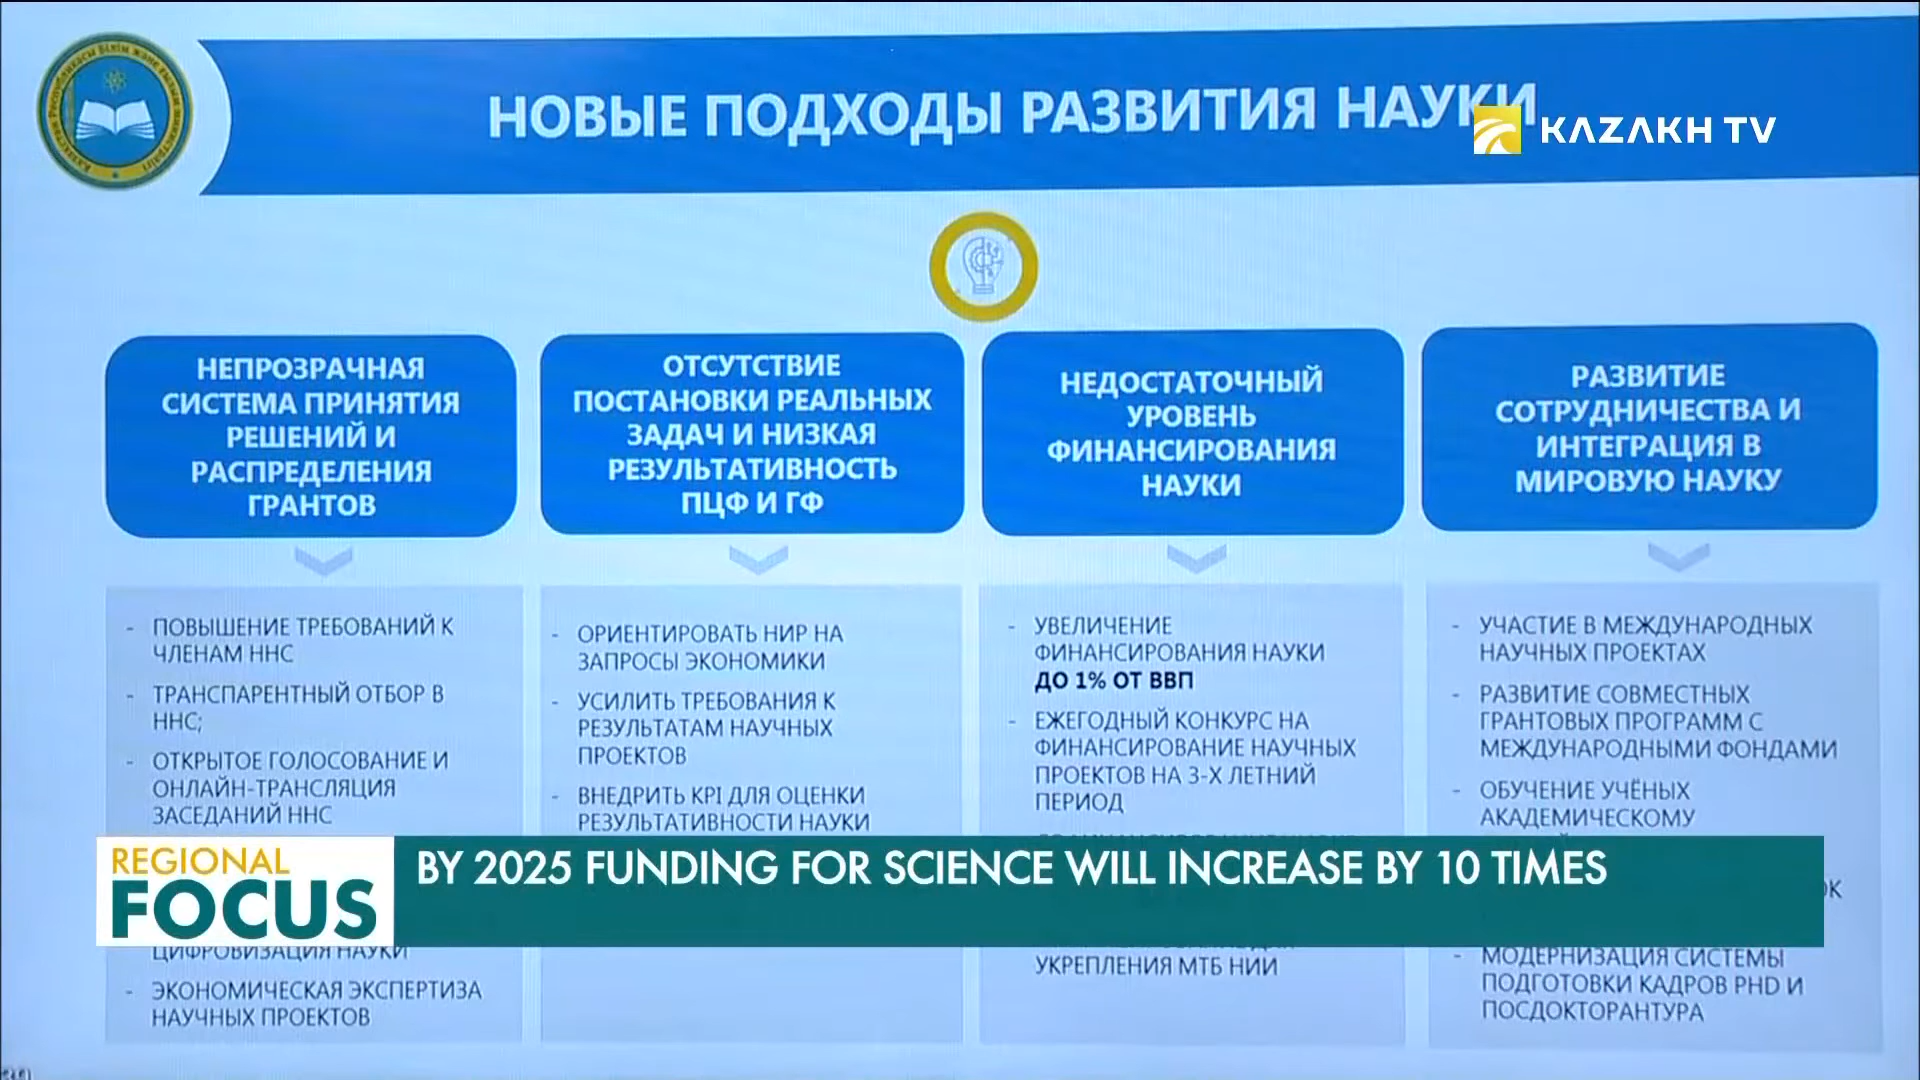 НОВЫЕ ПОДХОДЫ РАЗВИТИЯ НАУКИ
KAZAKH TV
НЕПРОЗРАЧНАЯ
СИСТЕМА ПРИНЯТИЯ
РЕШЕНИЙ И
РАСПРЕДЕЛЕНИЯ
ГРАНТОВ
- ПОВЫШЕНИЕ ТРЕБОВАНИЙ К
ЧЛЕНАМ ННС
- ТРАНСПАРЕНТНЫЙ ОТБОР В
ННС;
- ОТКРЫТОЕ ГОЛОСОВАНИЕ И
ОНЛАЙН-ТРАНСЛЯЦИЯ
ЗАСЕДАНИЙ ННС
ЦИФРОВИЗАЦИЯ НАУКИ
- ЭКОНОМИЧЕСКАЯ ЭКСПЕРТИЗА
НАУЧНЫХ ПРОЕКТОВ
ОТСУТСТВИЕ
ПОСТАНОВКИ РЕАЛЬНЫХ
ЗАДАЧ И НИЗКАЯ
РЕЗУЛЬТАТИВНОСТЬ
ПЦФ И ГФ
- ОРИЕНТИРОВАТЬ НИР НА
ЗАПРОСЫ ЭКОНОМИКИ
- УСИЛИТЬ ТРЕБОВАНИЯ К
РЕЗУЛЬТАТАМ НАУЧНЫХ
ПРОЕКТОВ
- ВНЕДРИТЬ KPI ДЛЯ ОЦЕНКИ
РЕЗУЛЬТАТИВНОСТИ НАУКИ
НЕДОСТАТОЧНЫЙ
УРОВЕНЬ
ФИНАНСИРОВАНИЯ
НАУКИ
- УВЕЛИЧЕНИЕ
ФИНАНСИРОВАНИЯ НАУКИ
ДО 1% ОТ ВВП
- ЕЖЕГОДНЫЙ КОНКУРС НА
ФИНАНСИРОВАНИЕ НАУЧНЫХ
ПРОЕКТОВ НА 3-Х ЛЕТНИЙ
ПЕРИОД
УКРЕПЛЕНИЯ МТБ НИИ
РАЗВИТИЕ
СОТРУДНИЧЕСТВА И
ИНТЕГРАЦИЯ В
МИРОВУЮ НАУКУ
- УЧАСТИЕ В МЕЖДУНАРОДНЫХ
НАУЧНЫХ ПРОЕКТАХ
- РАЗВИТИЕ СОВМЕСТНЫХ
ГРАНТОВЫХ ПРОГРАММ С
МЕЖДУНАРОДНЫМИ ФОНДАМИ
- ОБУЧЕНИЕ УЧЁНЫХ
АКАДЕМИЧЕСКОМУ
- МОДЕРНИЗАЦИЯ СИСТЕМЫ
ПОДГОТОВКИ КАДРОВ PHD И
ПОСДОКТОРАНТУРА
REGIONAL
FOCUS
BY 2025 FUNDING FOR SCIENCE WILL INCREASE BY 10 TIMES